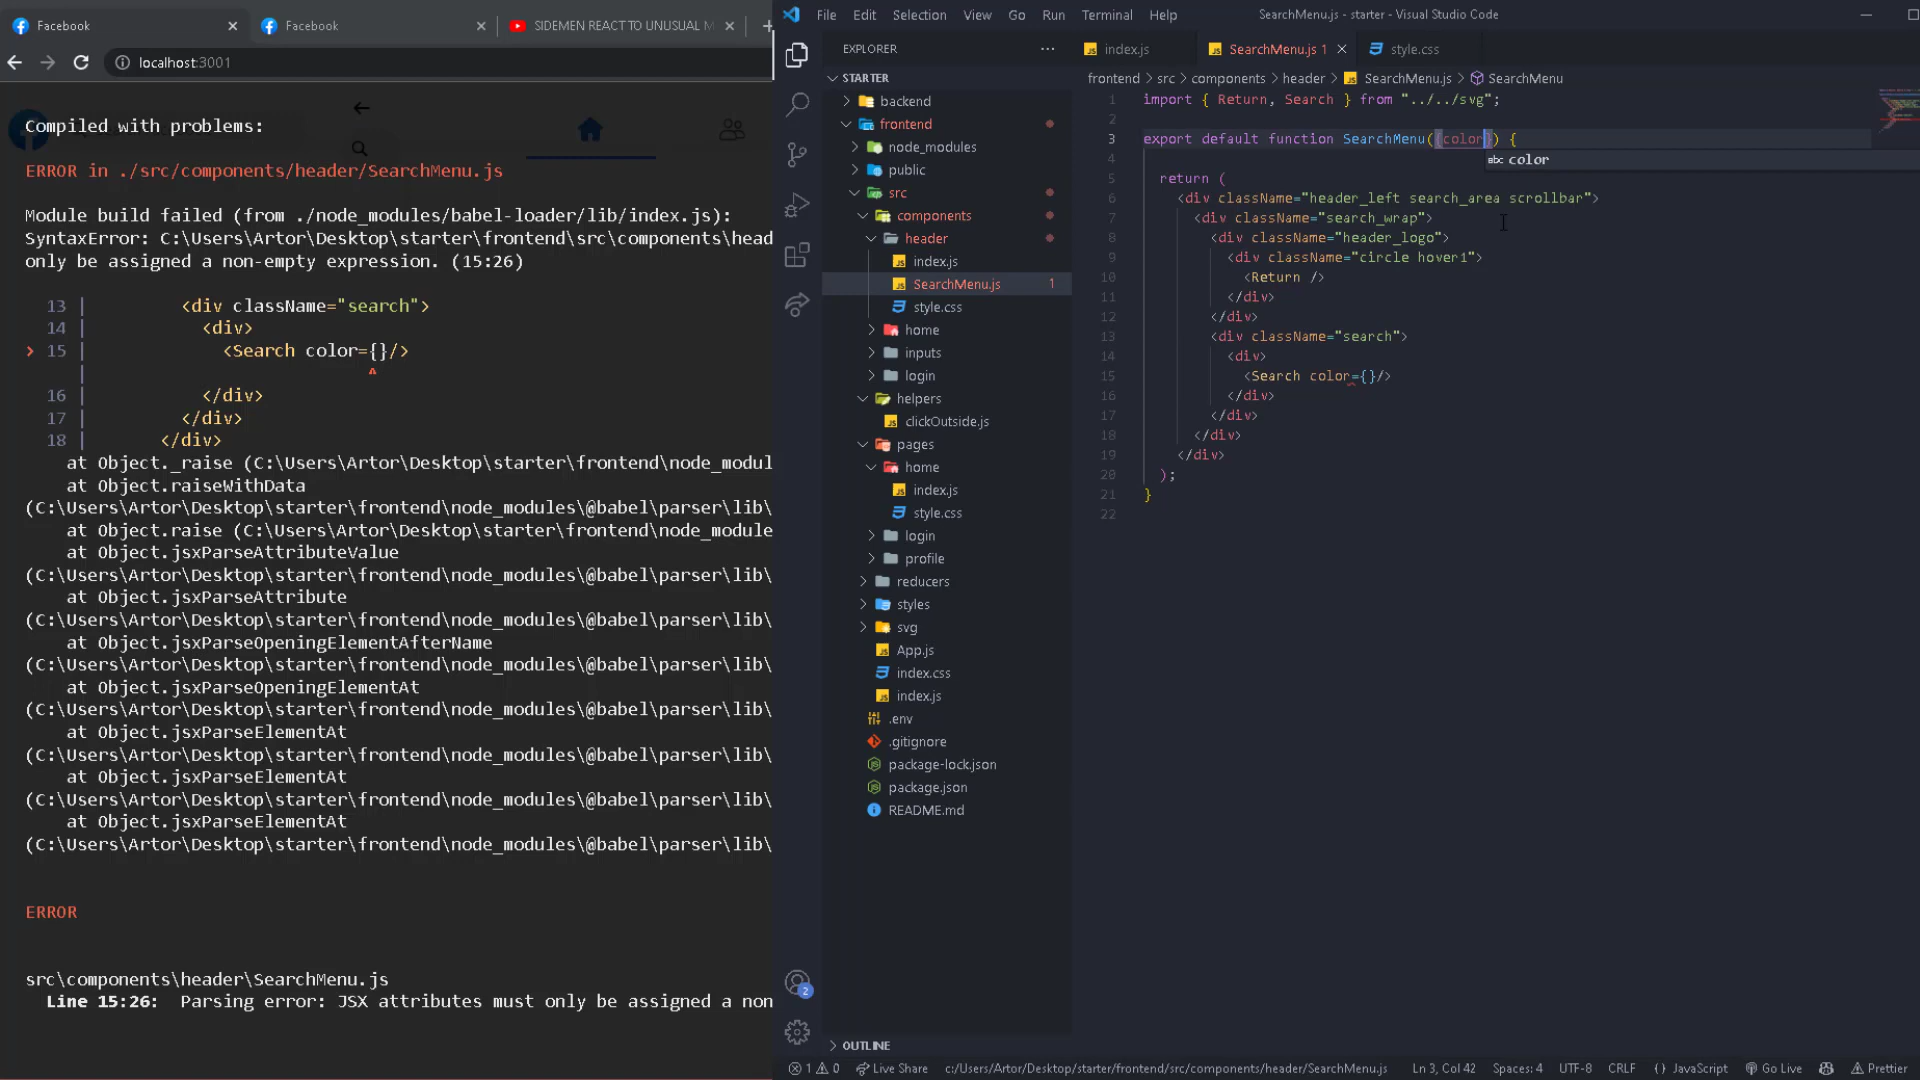 Facebook
Facebook
SIDEMEN REACT TO UNUSUAL M
localhost:3001
Compiled with problems:
ERROR in ./src/components/header/SearchMenu.js
Module build failed (from ./node_modules/babel-loader/lib/index.js):
SyntaxError: C:\Users\Artor\Desktop\starter\frontend\src\components\head
only be assigned a non-empty expression. (15:26)
13 | <div className="search">
14 | <div>
> 15 | <Search color={}/>
| ^
16 | </div>
17 | </div>
18 | </div>
at Object._raise (C:\Users\Artor\Desktop\starter\frontend\node_modul
at Object.raiseWithData
(C:\Users\Artor\Desktop\starter\frontend\node_modules\@babel\parser\lib\
at Object.raise (C:\Users\Artor\Desktop\starter\frontend\node_module
at Object.jsxParseAttributeValue
(C:\Users\Artor\Desktop\starter\frontend\node_modules\@babel\parser\lib\
at Object.jsxParseAttribute
(C:\Users\Artor\Desktop\starter\frontend\node_modules\@babel\parser\lib\
at Object.jsxParseOpeningElementAfterName
(C:\Users\Artor\Desktop\starter\frontend\node_modules\@babel\parser\lib\
at Object.jsxParseOpeningElementAt
(C:\Users\Artor\Desktop\starter\frontend\node_modules\@babel\parser\lib\
at Object.jsxParseElementAt
(C:\Users\Artor\Desktop\starter\frontend\node_modules\@babel\parser\lib\
at Object.jsxParseElementAt
(C:\Users\Artor\Desktop\starter\frontend\node_modules\@babel\parser\lib\
at Object.jsxParseElementAt
(C:\Users\Artor\Desktop\starter\frontend\node_modules\@babel\parser\lib\
ERROR
src\components\header\SearchMenu.js
Line 15:26: Parsing error: JSX attributes must only be assigned a non
File Edit Selection View Go Run Terminal Help
SearchMenu.js - starter - Visual Studio Code
EXPLORER
STARTER
backend
frontend
node_modules
public
src
components
header
index.js
SearchMenu.js 1
style.css
home
inputs
login
helpers
clickOutside.js
pages
home
index.js
style.css
login
profile
reducers
styles
svg
App.js
index.css
index.js
.env
.gitignore
package-lock.json
package.json
README.md
OUTLINE
2
index.js
SearchMenu.js 1
style.css
frontend > src > components > header > SearchMenu.js > SearchMenu
1 import { Return, Search } from "../../svg";
2
3 export default function SearchMenu({color}) {
abc color
4
5 return (
6 <div className="header_left search_area scrollbar">
7 <div className="search_wrap">
8 <div className="header_logo">
9 <div className="circle hover1">
10 <Return />
11 </div>
12 </div>
13 <div className="search">
14 <div>
15 <Search color={}/>
16 </div>
17 </div>
18 </div>
19 </div>
20 );
21 }
22
1 0 Live Share c:/Users/Artor/Desktop/starter/frontend/src/components/header/SearchMenu.js Ln 3, Col 42 Spaces: 4 UTF-8 CRLF { } JavaScript Go Live Prettier